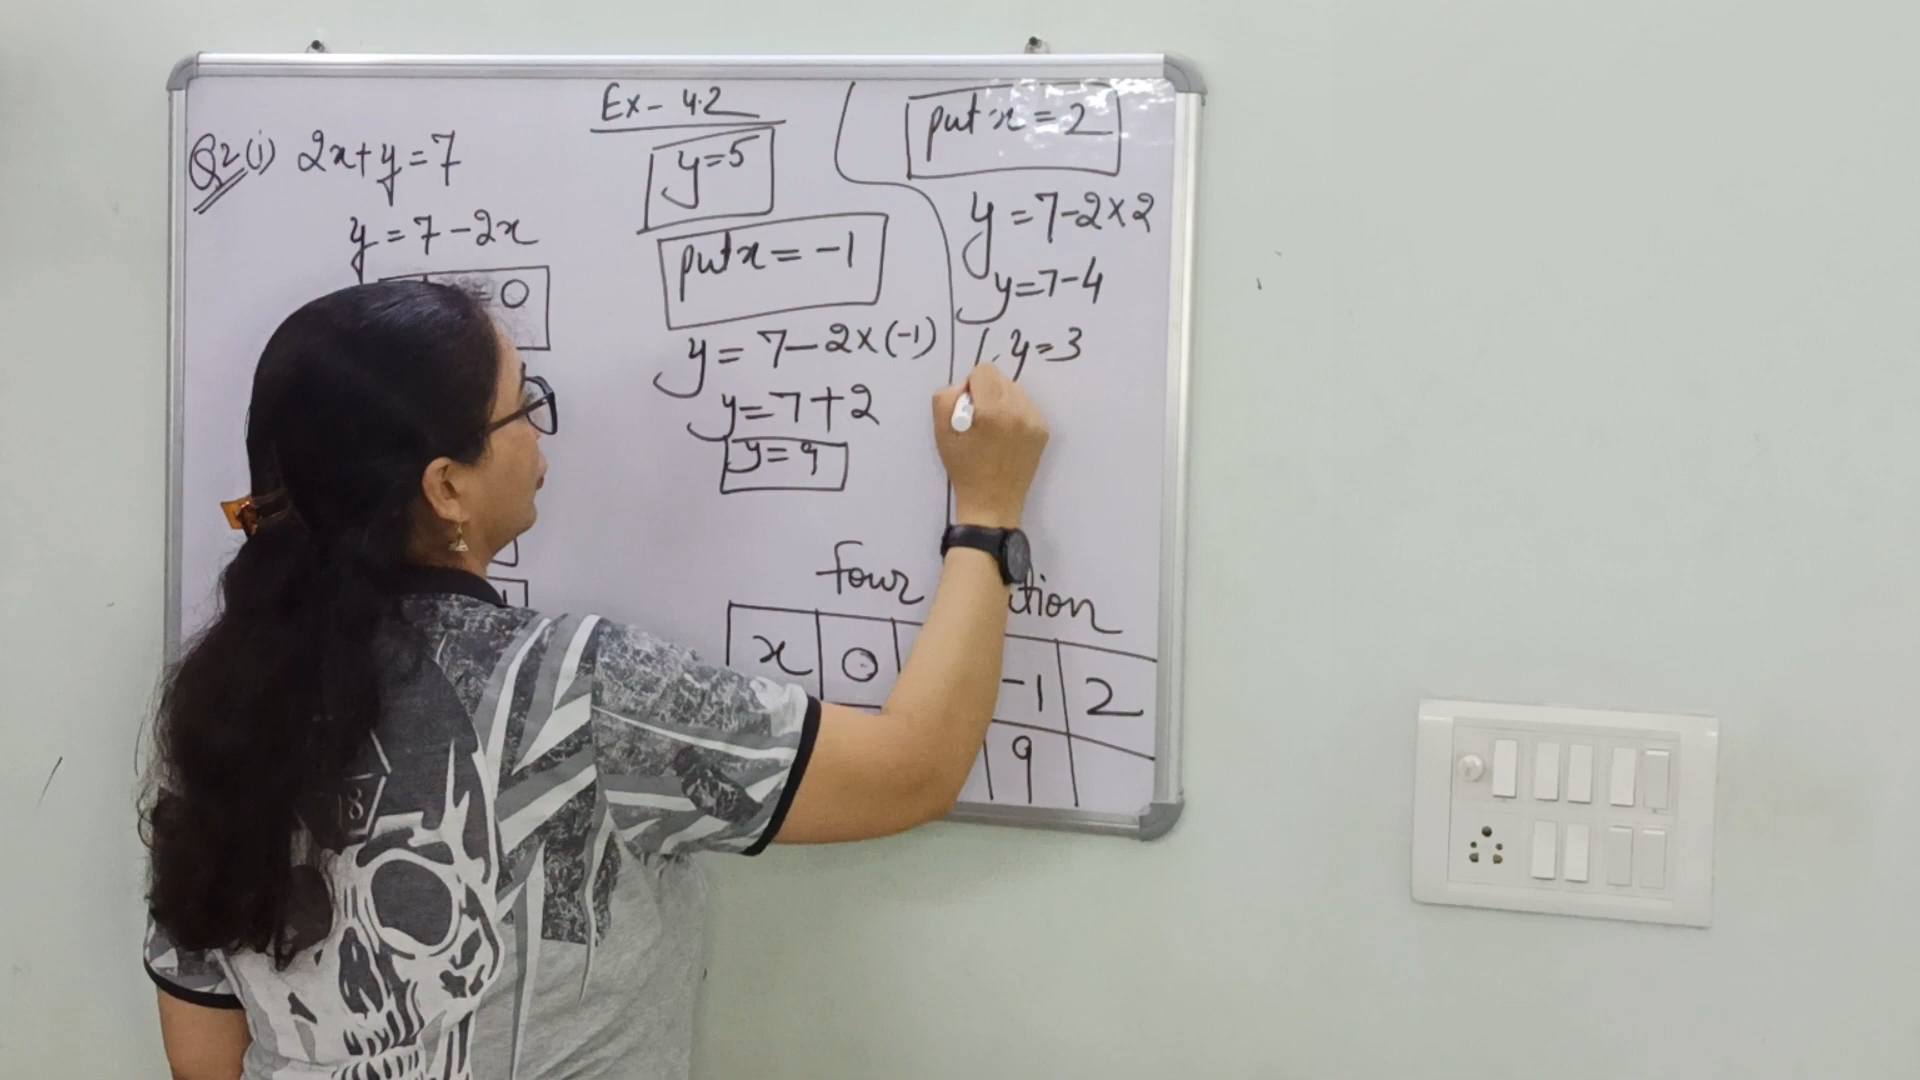 Ex - 4.2
Q2 (i) 2x+y=7
y = 7-2x
= 0
y=5
put x = -1
y = 7-2×(-1)
y=7+2
y=9
put x = 2
y = 7-2×2
y=7-4
y=3
four
x 0 -1 2
9
18